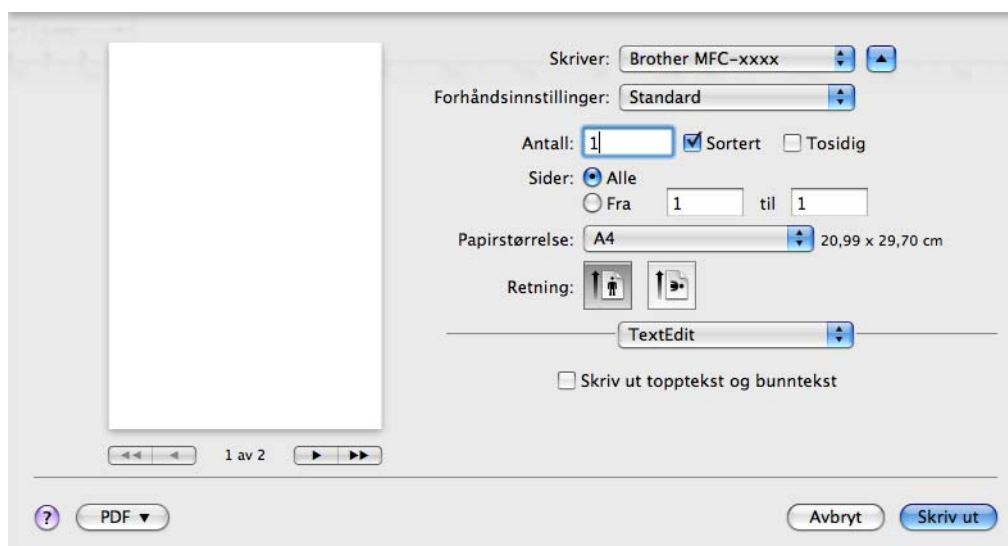 Skriver: Brother MFC-xxxx
Forhåndsinnstillinger: Standard
Antall: 1 Sortert Tosidig
Sider: Alle
Fra 1 til 1
Papirstørrelse: A4 20,99 x 29,70 cm
Retning:
TextEdit
Skriv ut topptekst og bunntekst
1 av 2
? PDF Avbryt Skriv ut